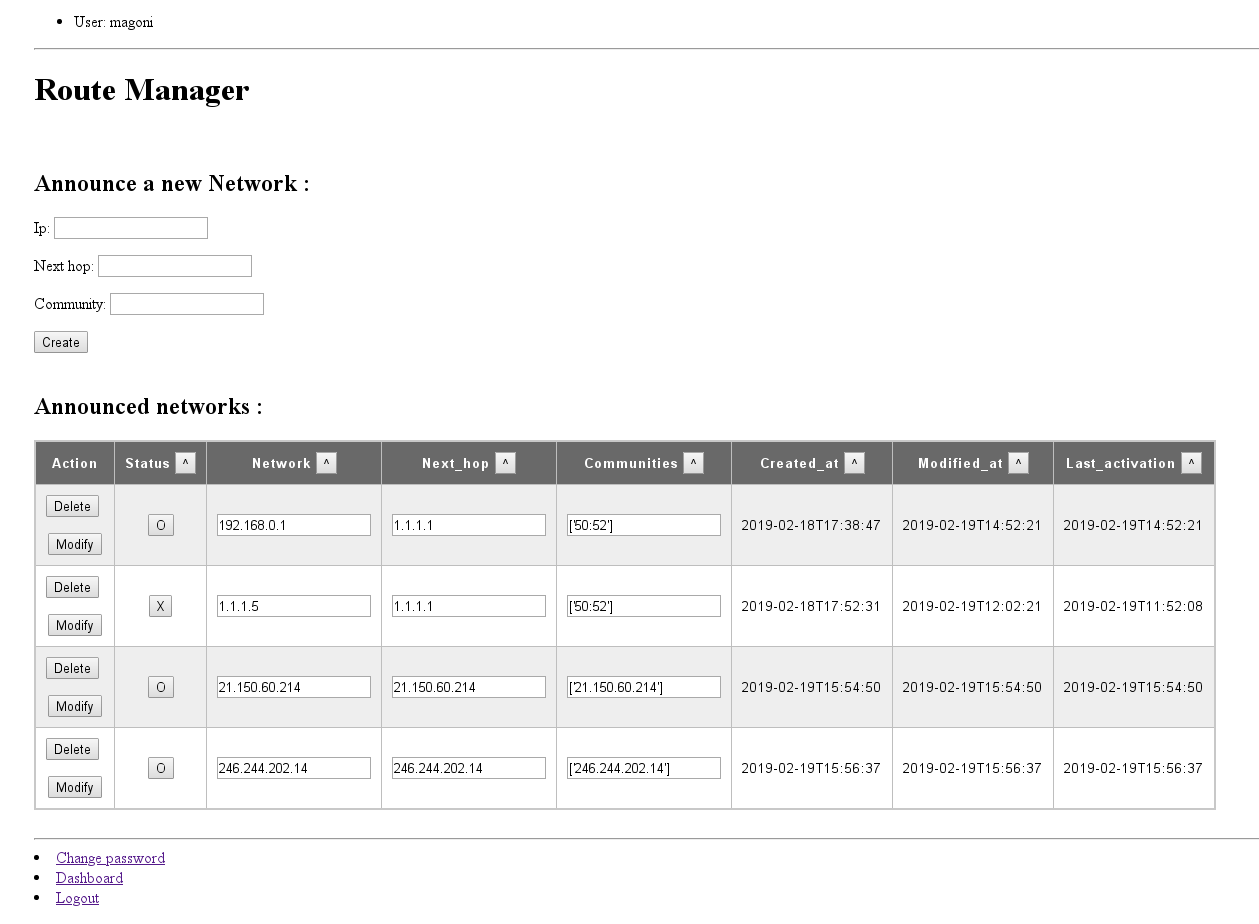 User: magoni
Route Manager
Announce a new Network :
Ip:
Next hop:
Community:
Create
Announced networks :
Action Status ^ Network ^ Next_hop ^ Communities ^ Created_at ^ Modified_at ^ Last_activation ^
Delete
O 192.168.0.1 1.1.1.1 ['50:52'] 2019-02-18T17:38:47 2019-02-19T14:52:21 2019-02-19T14:52:21
Modify
Delete
X 1.1.1.5 1.1.1.1 ['50:52'] 2019-02-18T17:52:31 2019-02-19T12:02:21 2019-02-19T11:52:08
Modify
Delete
O 21.150.60.214 21.150.60.214 ['21.150.60.214'] 2019-02-19T15:54:50 2019-02-19T15:54:50 2019-02-19T15:54:50
Modify
Delete
O 246.244.202.14 246.244.202.14 ['246.244.202.14'] 2019-02-19T15:56:37 2019-02-19T15:56:37 2019-02-19T15:56:37
Modify
Change password
Dashboard
Logout